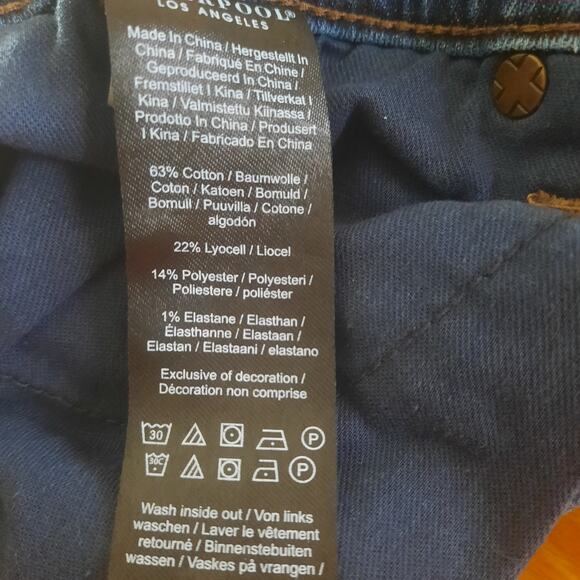 LOS ANGELES
Made In China / Hergestellt In
China / Fabriqué En Chine /
Geproduceerd In China /
Fremstillet I Kina / Tillverkat I
Kina / Valmistettu Kiinassa /
Prodotto In China / Produsert
I Kina / Fabricado En China
63% Cotton / Baumwolle /
Coton / Katoen / Bomuld /
Bomull / Puuvilla / Cotone /
algodón
22% Lyocell / Liocel
14% Polyester / Polyesteri /
Poliestere / poliéster
1% Elastane / Elasthan /
Élasthanne / Elastaan /
Elastan / Elastaani / elastano
Exclusive of decoration /
Décoration non comprise
30 P
30C P
Wash inside out / Von links
waschen / Laver le vêtement
retourné / Binnenstebuiten
wassen / Vaskes på vrangen /